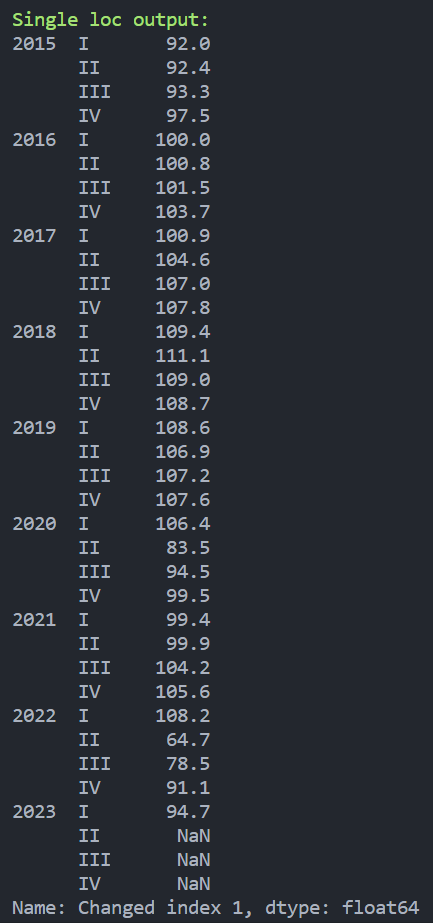 Single loc output:
2015  I       92.0
      II      92.4
      III     93.3
      IV      97.5
2016  I      100.0
      II     100.8
      III    101.5
      IV     103.7
2017  I      100.9
      II     104.6
      III    107.0
      IV     107.8
2018  I      109.4
      II     111.1
      III    109.0
      IV     108.7
2019  I      108.6
      II     106.9
      III    107.2
      IV     107.6
2020  I      106.4
      II      83.5
      III     94.5
      IV      99.5
2021  I       99.4
      II      99.9
      III    104.2
      IV     105.6
2022  I      108.2
      II      64.7
      III     78.5
      IV      91.1
2023  I       94.7
      II       NaN
      III      NaN
      IV       NaN
Name: Changed index 1, dtype: float64